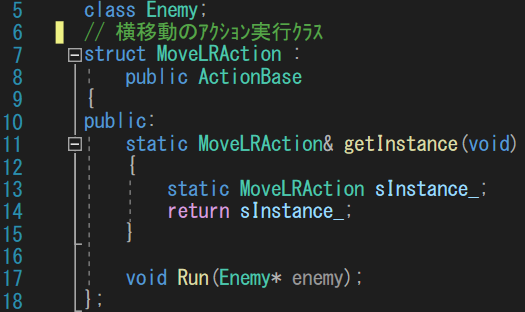 5 class Enemy;
6 // 横移動のｱｸｼｮﾝ実行ｸﾗｽ
7 struct MoveLRAction :
8 public ActionBase
9 {
10 public:
11 static MoveLRAction& getInstance(void)
12 {
13 static MoveLRAction sInstance_;
14 return sInstance_;
15 }
16
17 void Run(Enemy* enemy);
18 };